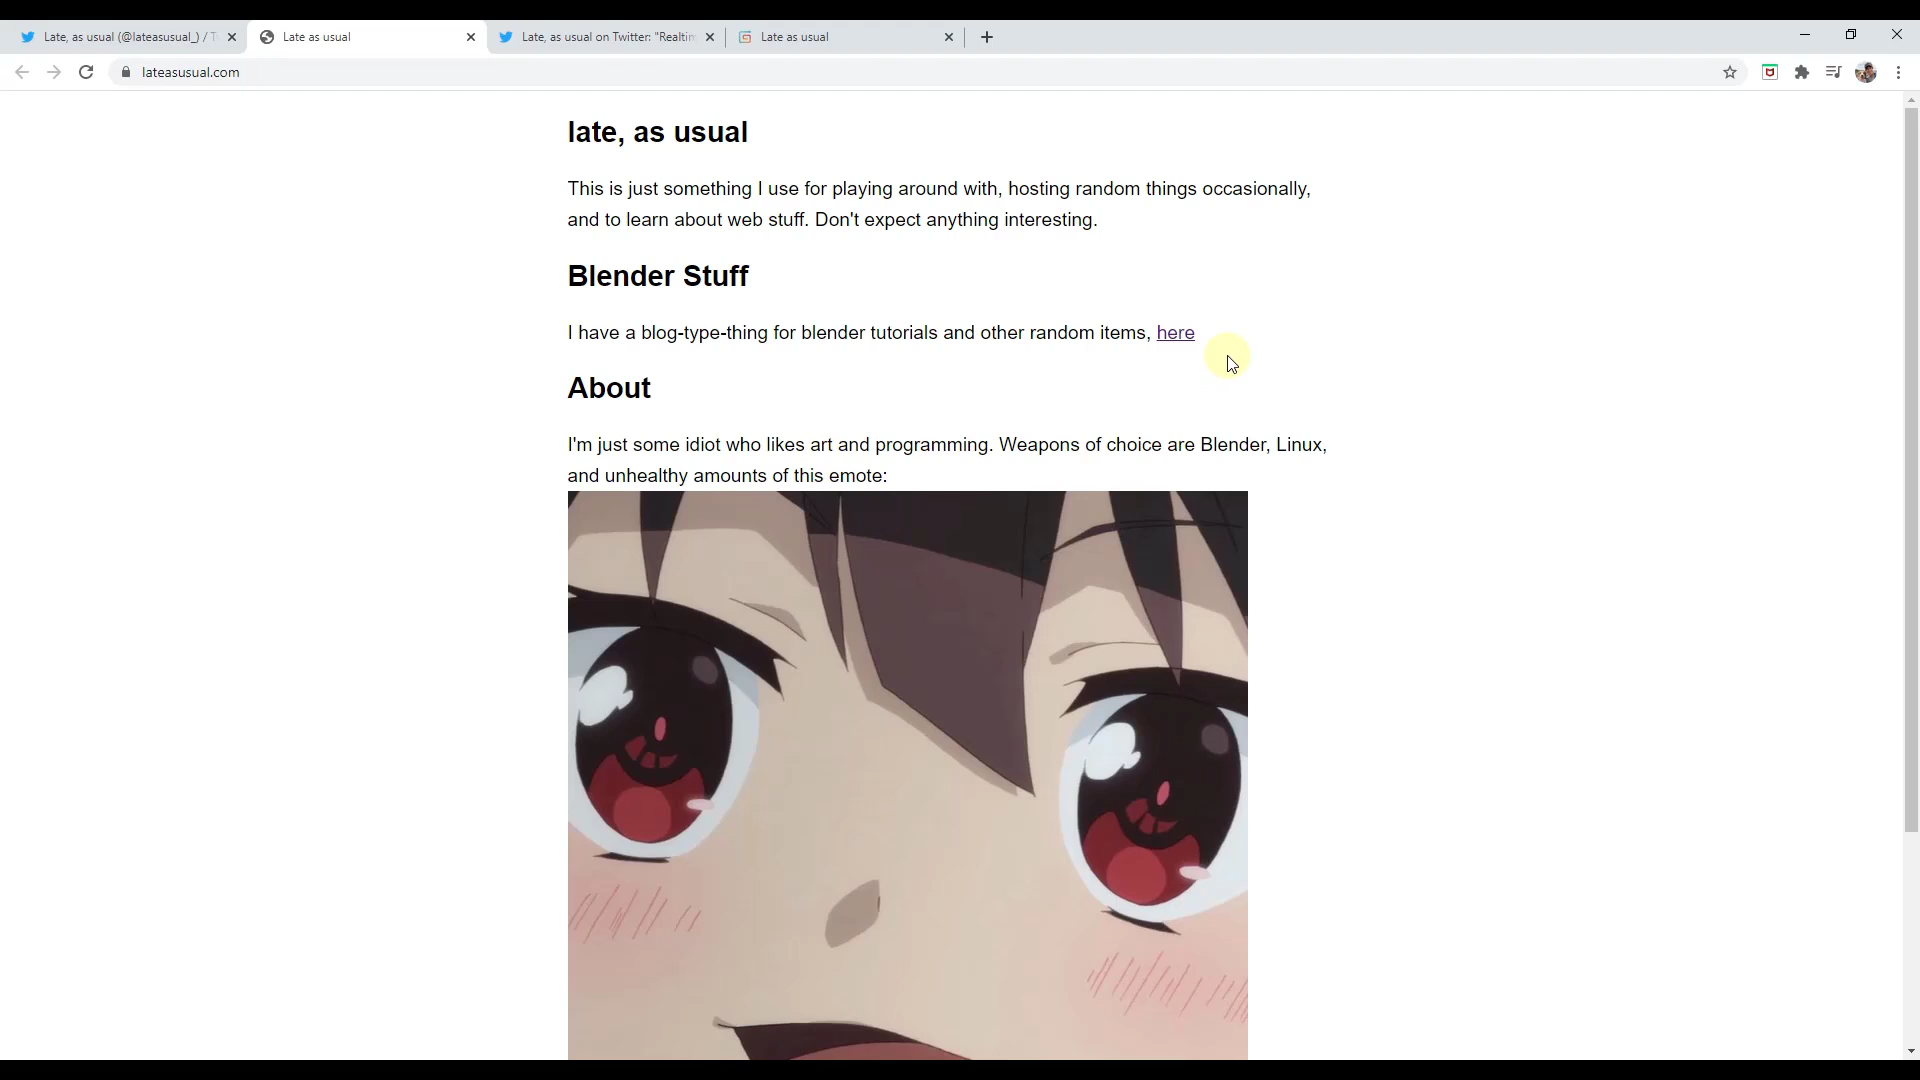 Late, as usual (@lateasusual_) / T
Late as usual
Late, as usual on Twitter: "Realtim
Late as usual
lateasusual.com
late, as usual
This is just something I use for playing around with, hosting random things occasionally,
and to learn about web stuff. Don't expect anything interesting.
Blender Stuff
I have a blog-type-thing for blender tutorials and other random items, here
About
I'm just some idiot who likes art and programming. Weapons of choice are Blender, Linux,
and unhealthy amounts of this emote: